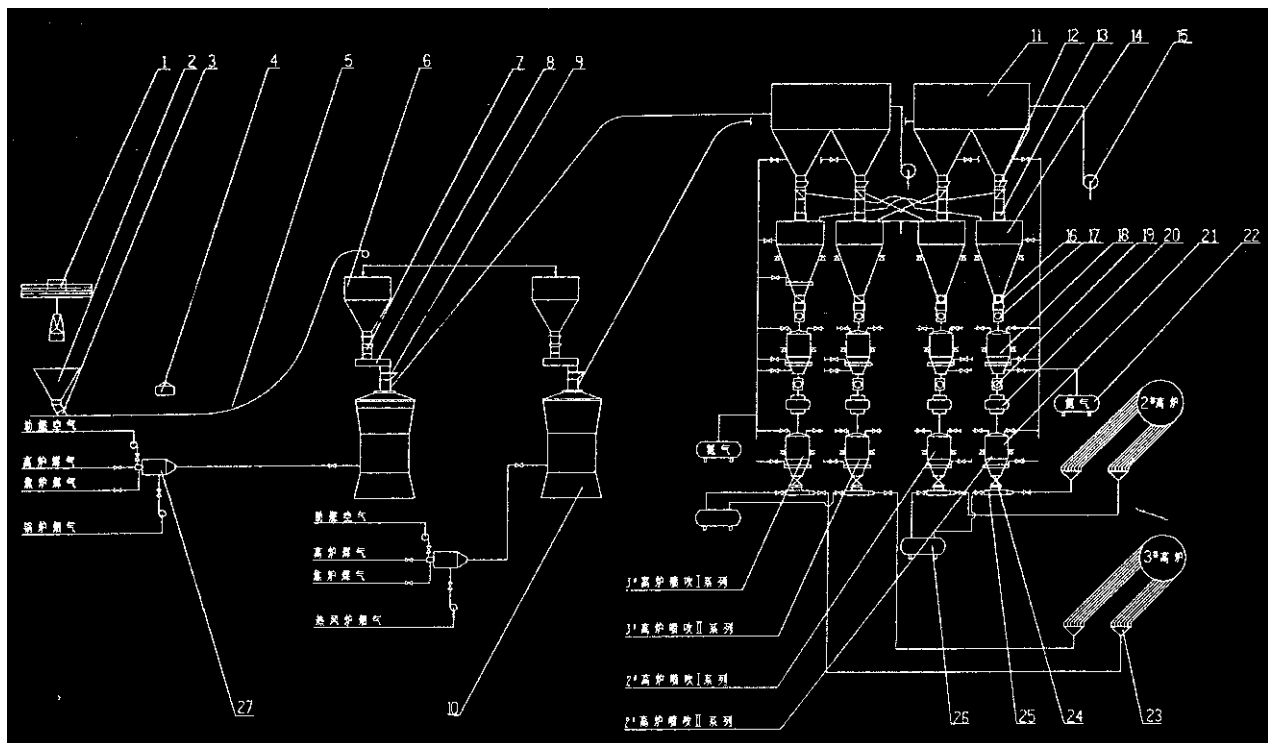 1 2 3 4 5 6 7 8 9 11 12 13 14 15
16 17 18 19 20 21 22
助燃空气
高炉煤气
焦炉煤气
锅炉烟气
助燃空气
高炉煤气
焦炉煤气
热风炉烟气
氮气
氮气
2#高炉
3#高炉
3#高炉喷吹Ⅰ系列
3#高炉喷吹Ⅱ系列
2#高炉喷吹Ⅰ系列
2#高炉喷吹Ⅱ系列
27 10 26 25 24 23